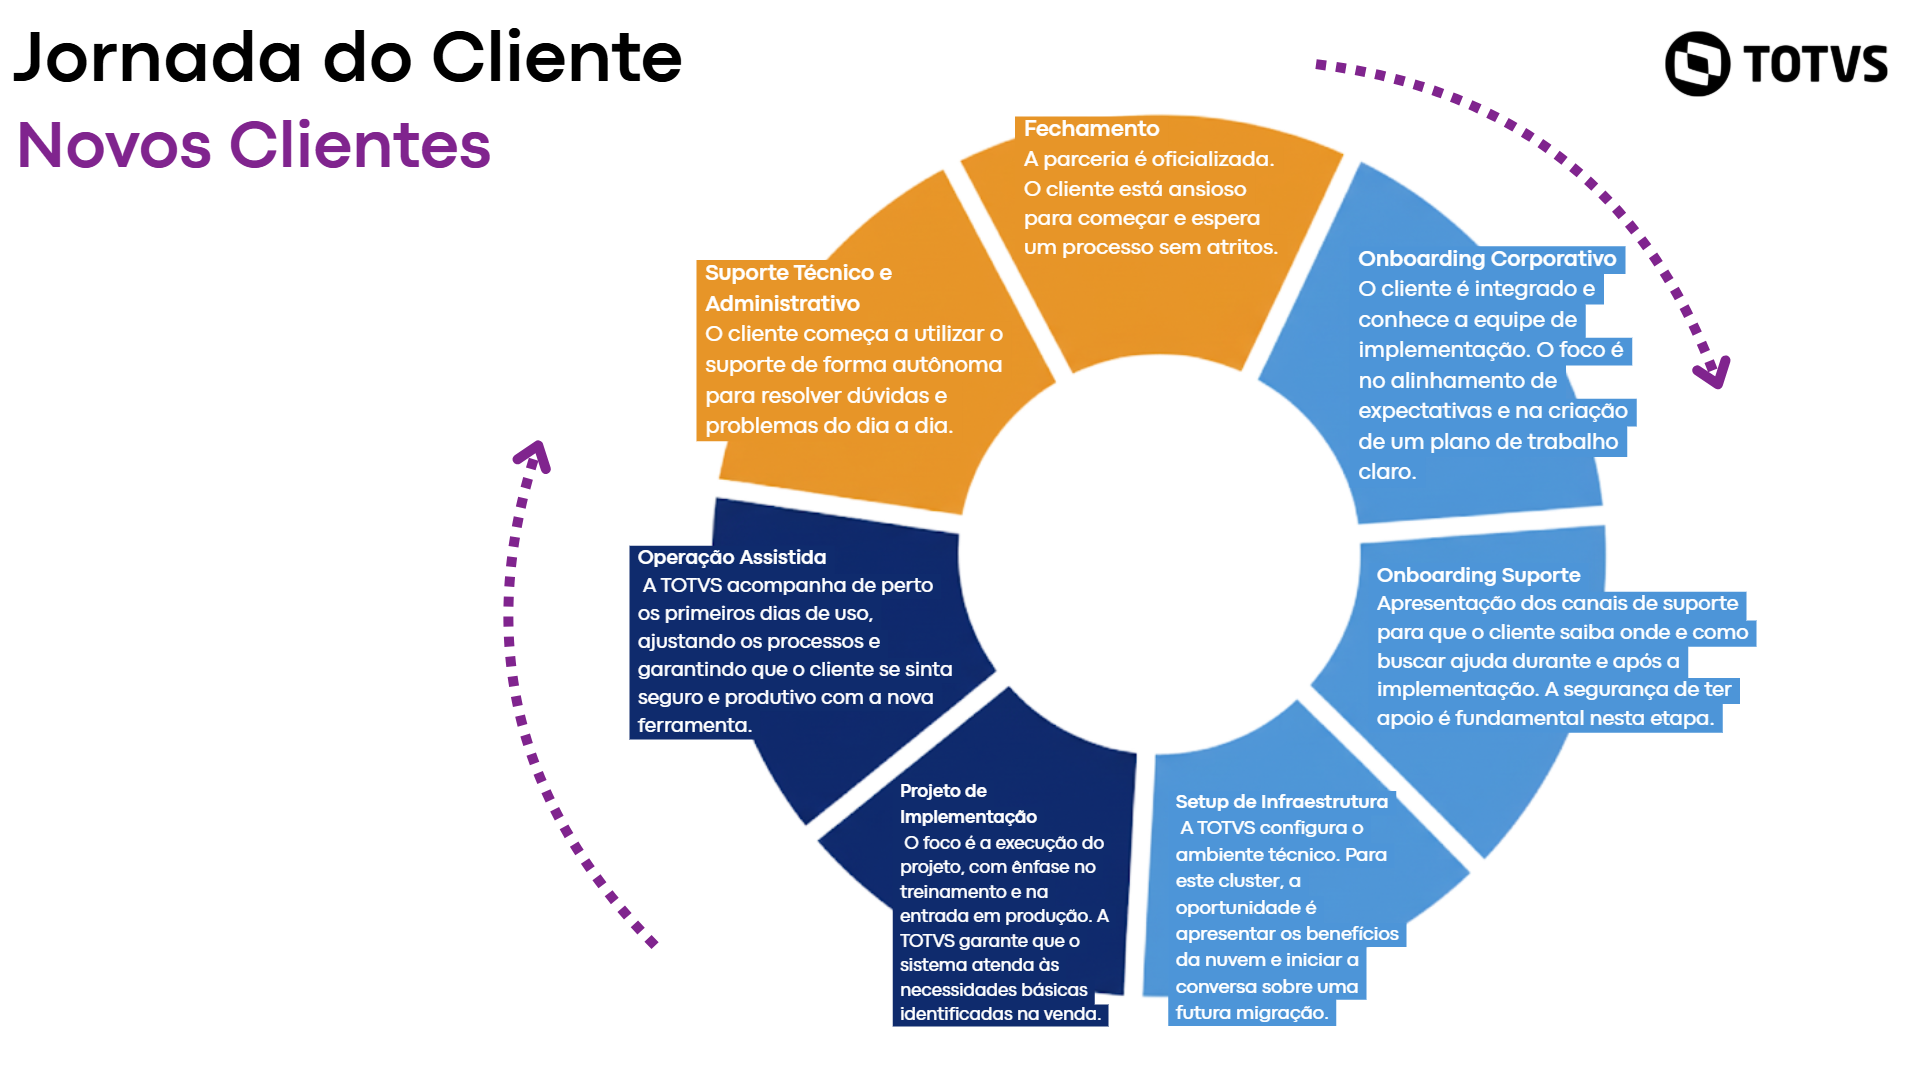 Jornada do Cliente
Novos Clientes
TOTVS
Fechamento
A parceria é oficializada.
O cliente está ansioso
para começar e espera
um processo sem atritos.
Onboarding Corporativo
O cliente é integrado e
conhece a equipe de
implementação. O foco é
no alinhamento de
expectativas e na criação
de um plano de trabalho
claro.
Onboarding Suporte
Apresentação dos canais de suporte
para que o cliente saiba onde e como
buscar ajuda durante e após a
implementação. A segurança de ter
apoio é fundamental nesta etapa.
Setup de Infraestrutura
A TOTVS configura o
ambiente técnico. Para
este cluster, a
oportunidade é
apresentar os benefícios
da nuvem e iniciar a
conversa sobre uma
futura migração.
Projeto de
Implementação
O foco é a execução do
projeto, com ênfase no
treinamento e na
entrada em produção. A
TOTVS garante que o
sistema atenda às
necessidades básicas
identificadas na venda.
Operação Assistida
A TOTVS acompanha de perto
os primeiros dias de uso,
ajustando os processos e
garantindo que o cliente se sinta
seguro e produtivo com a nova
ferramenta.
Suporte Técnico e
Administrativo
O cliente começa a utilizar o
suporte de forma autônoma
para resolver dúvidas e
problemas do dia a dia.